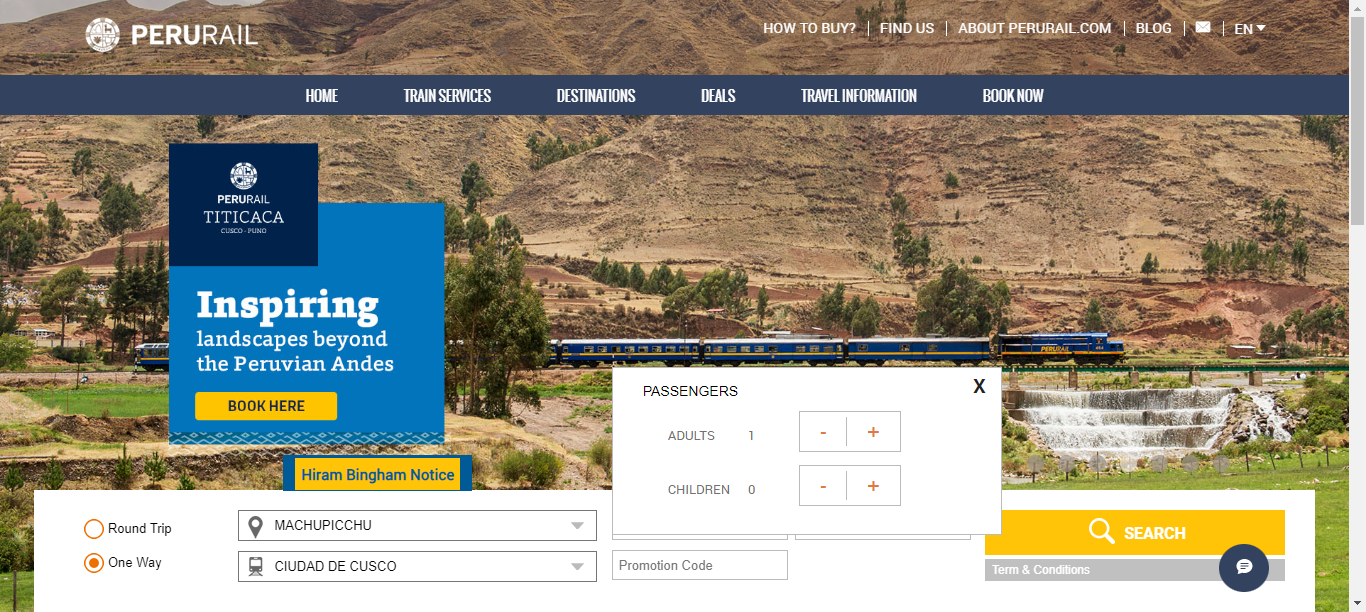 PERURAIL
HOW TO BUY?
FIND US
ABOUT PERURAIL.COM
BLOG
EN
HOME
TRAIN SERVICES
DESTINATIONS
DEALS
TRAVEL INFORMATION
BOOK NOW
PERURAIL
TITICACA
CUSCO - PUNO
Inspiring
landscapes beyond
the Peruvian Andes
BOOK HERE
PERURAIL
Hiram Bingham Notice
PASSENGERS
X
ADULTS 1 - +
CHILDREN 0 - +
Round Trip
MACHUPICCHU
SEARCH
One Way
CIUDAD DE CUSCO
Promotion Code
Term & Conditions